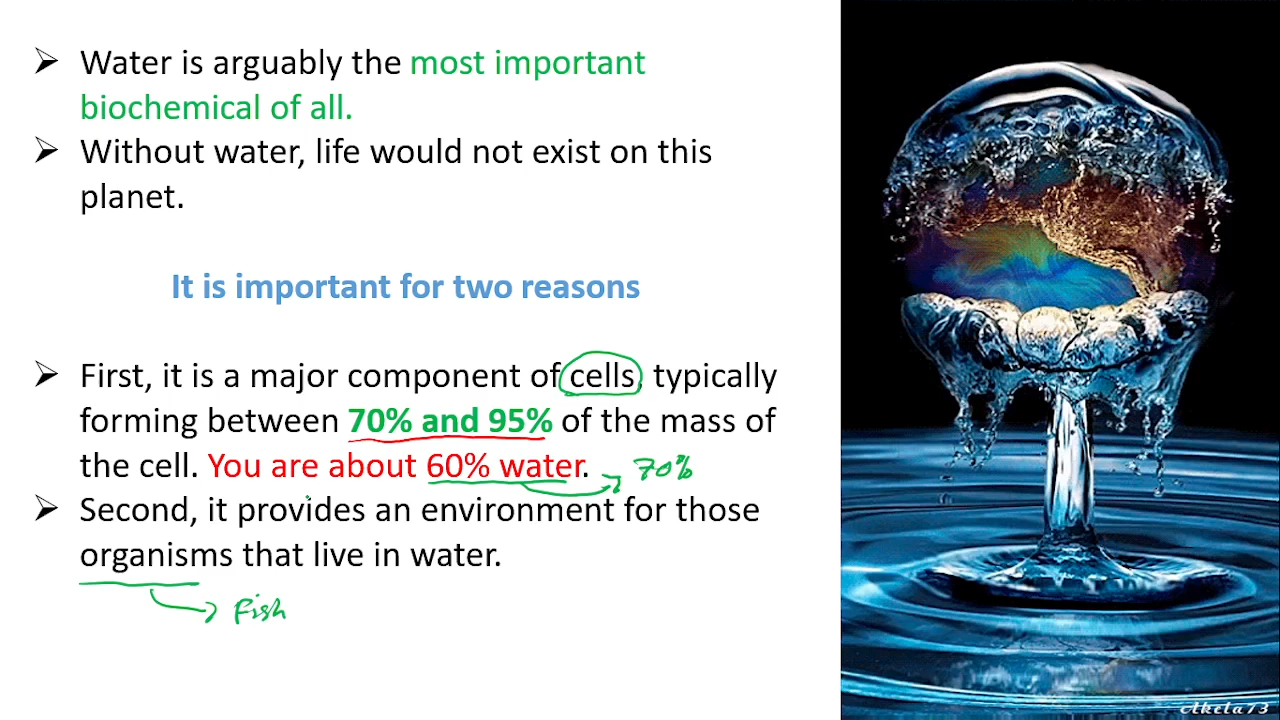 ➢ Water is arguably the most important
biochemical of all.
➢ Without water, life would not exist on this
planet.
It is important for two reasons
➢ First, it is a major component of cells, typically
forming between 70% and 95% of the mass of
the cell. You are about 60% water. 70%
➢ Second, it provides an environment for those
organisms that live in water.
Fish
Akela73